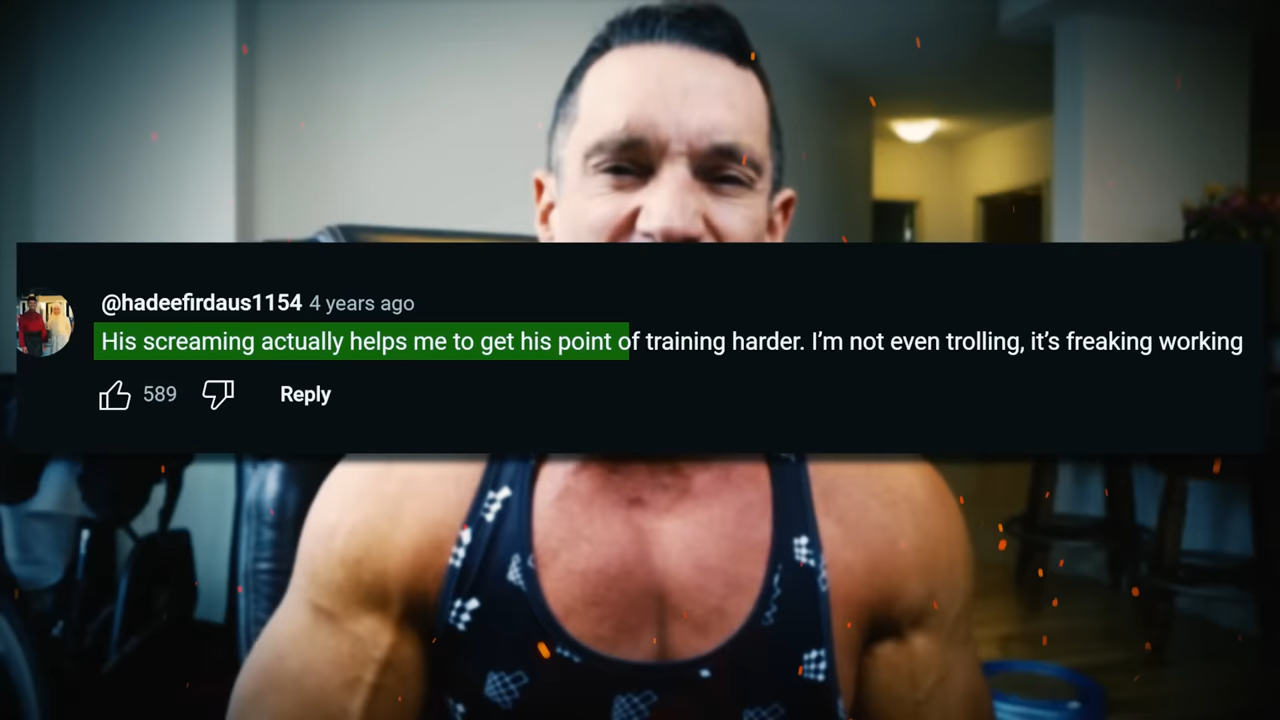 @hadeefirdaus1154 4 years ago
His screaming actually helps me to get his point of training harder. I’m not even trolling, it’s freaking working
589
Reply